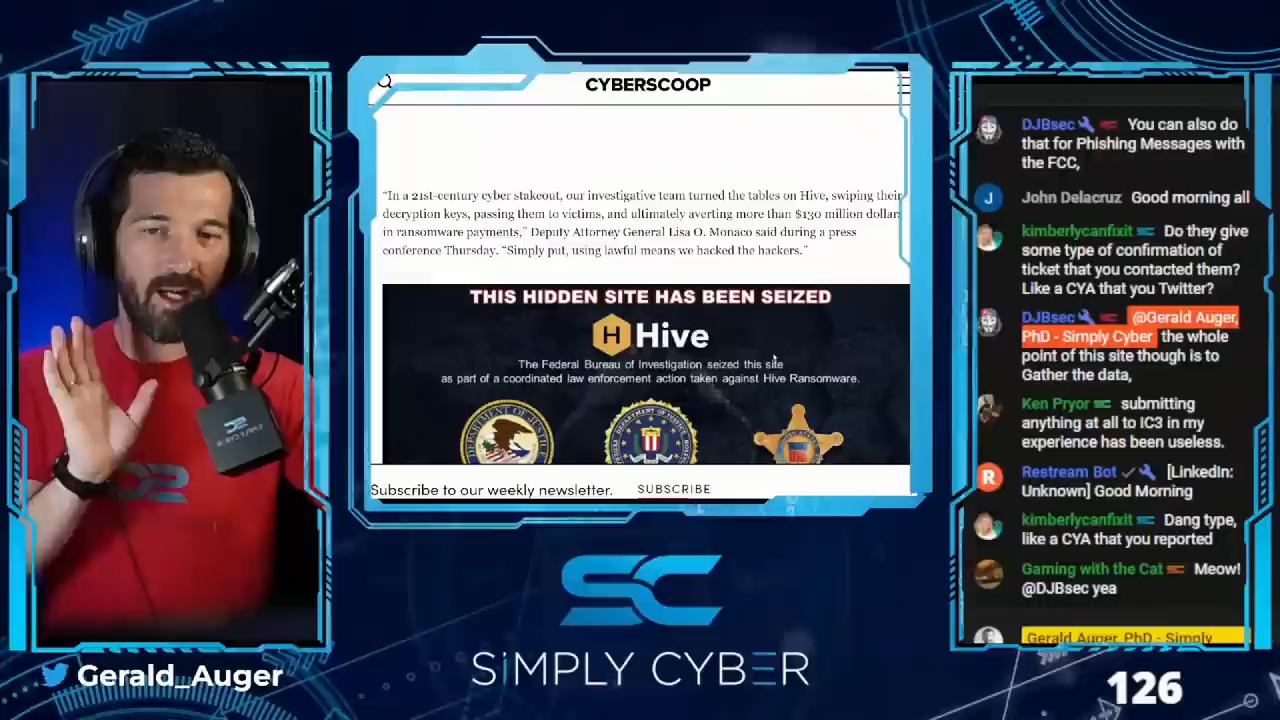 CYBERSCOOP
“In a 21st-century cyber stakeout, our investigative team turned the tables on Hive, swiping their
decryption keys, passing them to victims, and ultimately averting more than $130 million dollars
in ransomware payments,” Deputy Attorney General Lisa O. Monaco said during a press
conference Thursday. “Simply put, using lawful means we hacked the hackers.”
THIS HIDDEN SITE HAS BEEN SEIZED
H Hive
The Federal Bureau of Investigation seized this site
as part of a coordinated law enforcement action taken against Hive Ransomware.
Subscribe to our weekly newsletter. SUBSCRIBE
SC
SiMPLY CYBER
Gerald_Auger
DJBsec You can also do
that for Phishing Messages with
the FCC,
J John Delacruz Good morning all
kimberlycanfixit Do they give
some type of confirmation of
ticket that you contacted them?
Like a CYA that you Twitter?
DJBsec @Gerald Auger,
PhD - Simply Cyber the whole
point of this site though is to
Gather the data,
Ken Pryor submitting
anything at all to IC3 in my
experience has been useless.
R Restream Bot [LinkedIn:
Unknown] Good Morning
kimberlycanfixit Dang type,
like a CYA that you reported
Gaming with the Cat Meow!
@DJBsec yea
Gerald Auger, PhD - Simply
126